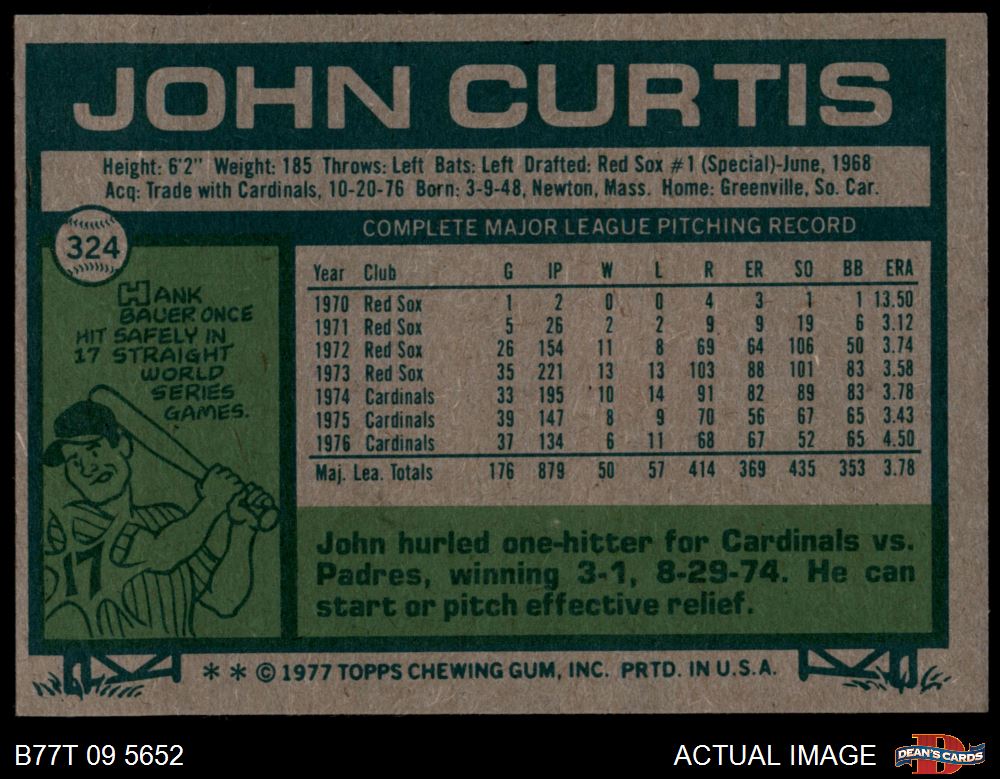 JOHN CURTIS
Height: 6'2" Weight: 185 Throws: Left Bats: Left Drafted: Red Sox #1 (Special)-June, 1968
Acq: Trade with Cardinals, 10-20-76 Born: 3-9-48, Newton, Mass. Home: Greenville, So. Car.
324
HANK
BAUER ONCE
HIT SAFELY IN
17 STRAIGHT
WORLD
SERIES
GAMES.
17
COMPLETE MAJOR LEAGUE PITCHING RECORD
Year Club G IP W L R ER SO BB ERA
1970 Red Sox 1 2 0 0 4 3 1 1 13.50
1971 Red Sox 5 26 2 2 9 9 19 6 3.12
1972 Red Sox 26 154 11 8 69 64 106 50 3.74
1973 Red Sox 35 221 13 13 103 88 101 83 3.58
1974 Cardinals 33 195 10 14 91 82 89 83 3.78
1975 Cardinals 39 147 8 9 70 56 67 65 3.43
1976 Cardinals 37 134 6 11 68 67 52 65 4.50
Maj. Lea. Totals 176 879 50 57 414 369 435 353 3.78
John hurled one-hitter for Cardinals vs.
Padres, winning 3-1, 8-29-74. He can
start or pitch effective relief.
* * © 1977 TOPPS CHEWING GUM, INC. PRTD. IN U.S.A.
B77T 09 5652
ACTUAL IMAGE
D
DEAN'S CARDS